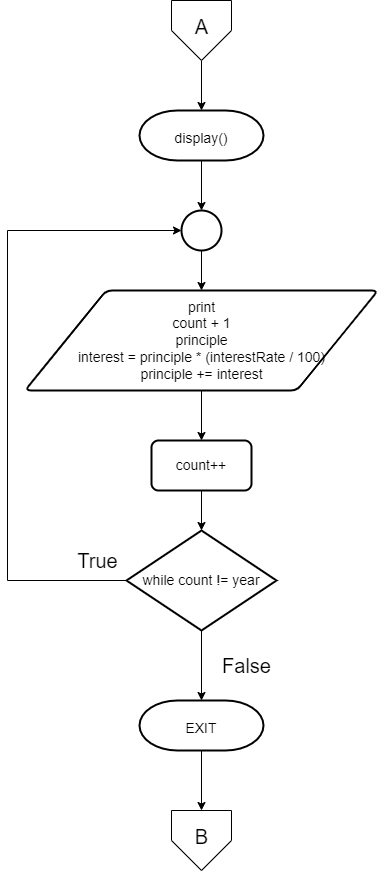 A
display()
print
count + 1
principle
interest = principle * (interestRate / 100)
principle += interest
count++
True
while count != year
False
EXIT
B